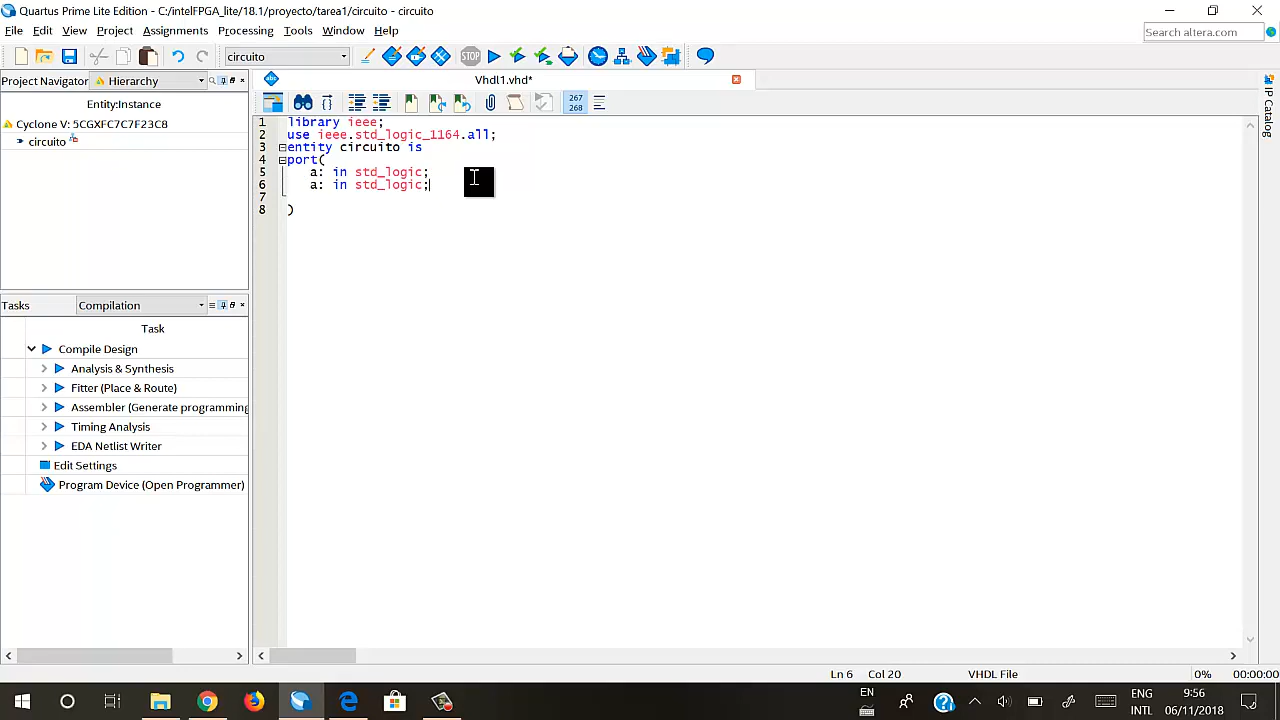 Quartus Prime Lite Edition - C:/intelFPGA_lite/18.1/proyecto/tarea1/circuito - circuito
File Edit View Project Assignments Processing Tools Window Help
Search altera.com
circuito
STOP
Project Navigator Hierarchy
Vhdl1.vhd*
Entity:Instance
Cyclone V: 5CGXFC7C7F23C8
circuito
267
268
IP Catalog
1 library ieee;
2 use ieee.std_logic_1164.all;
3 entity circuito is
4 port(
5 a: in std_logic;
6 a: in std_logic;
7
8 )
Tasks Compilation
Task
Compile Design
Analysis & Synthesis
Fitter (Place & Route)
Assembler (Generate programming
Timing Analysis
EDA Netlist Writer
Edit Settings
Program Device (Open Programmer)
Ln 6 Col 20 VHDL File 0% 00:00:00
EN
ENG
INTL
9:56
06/11/2018